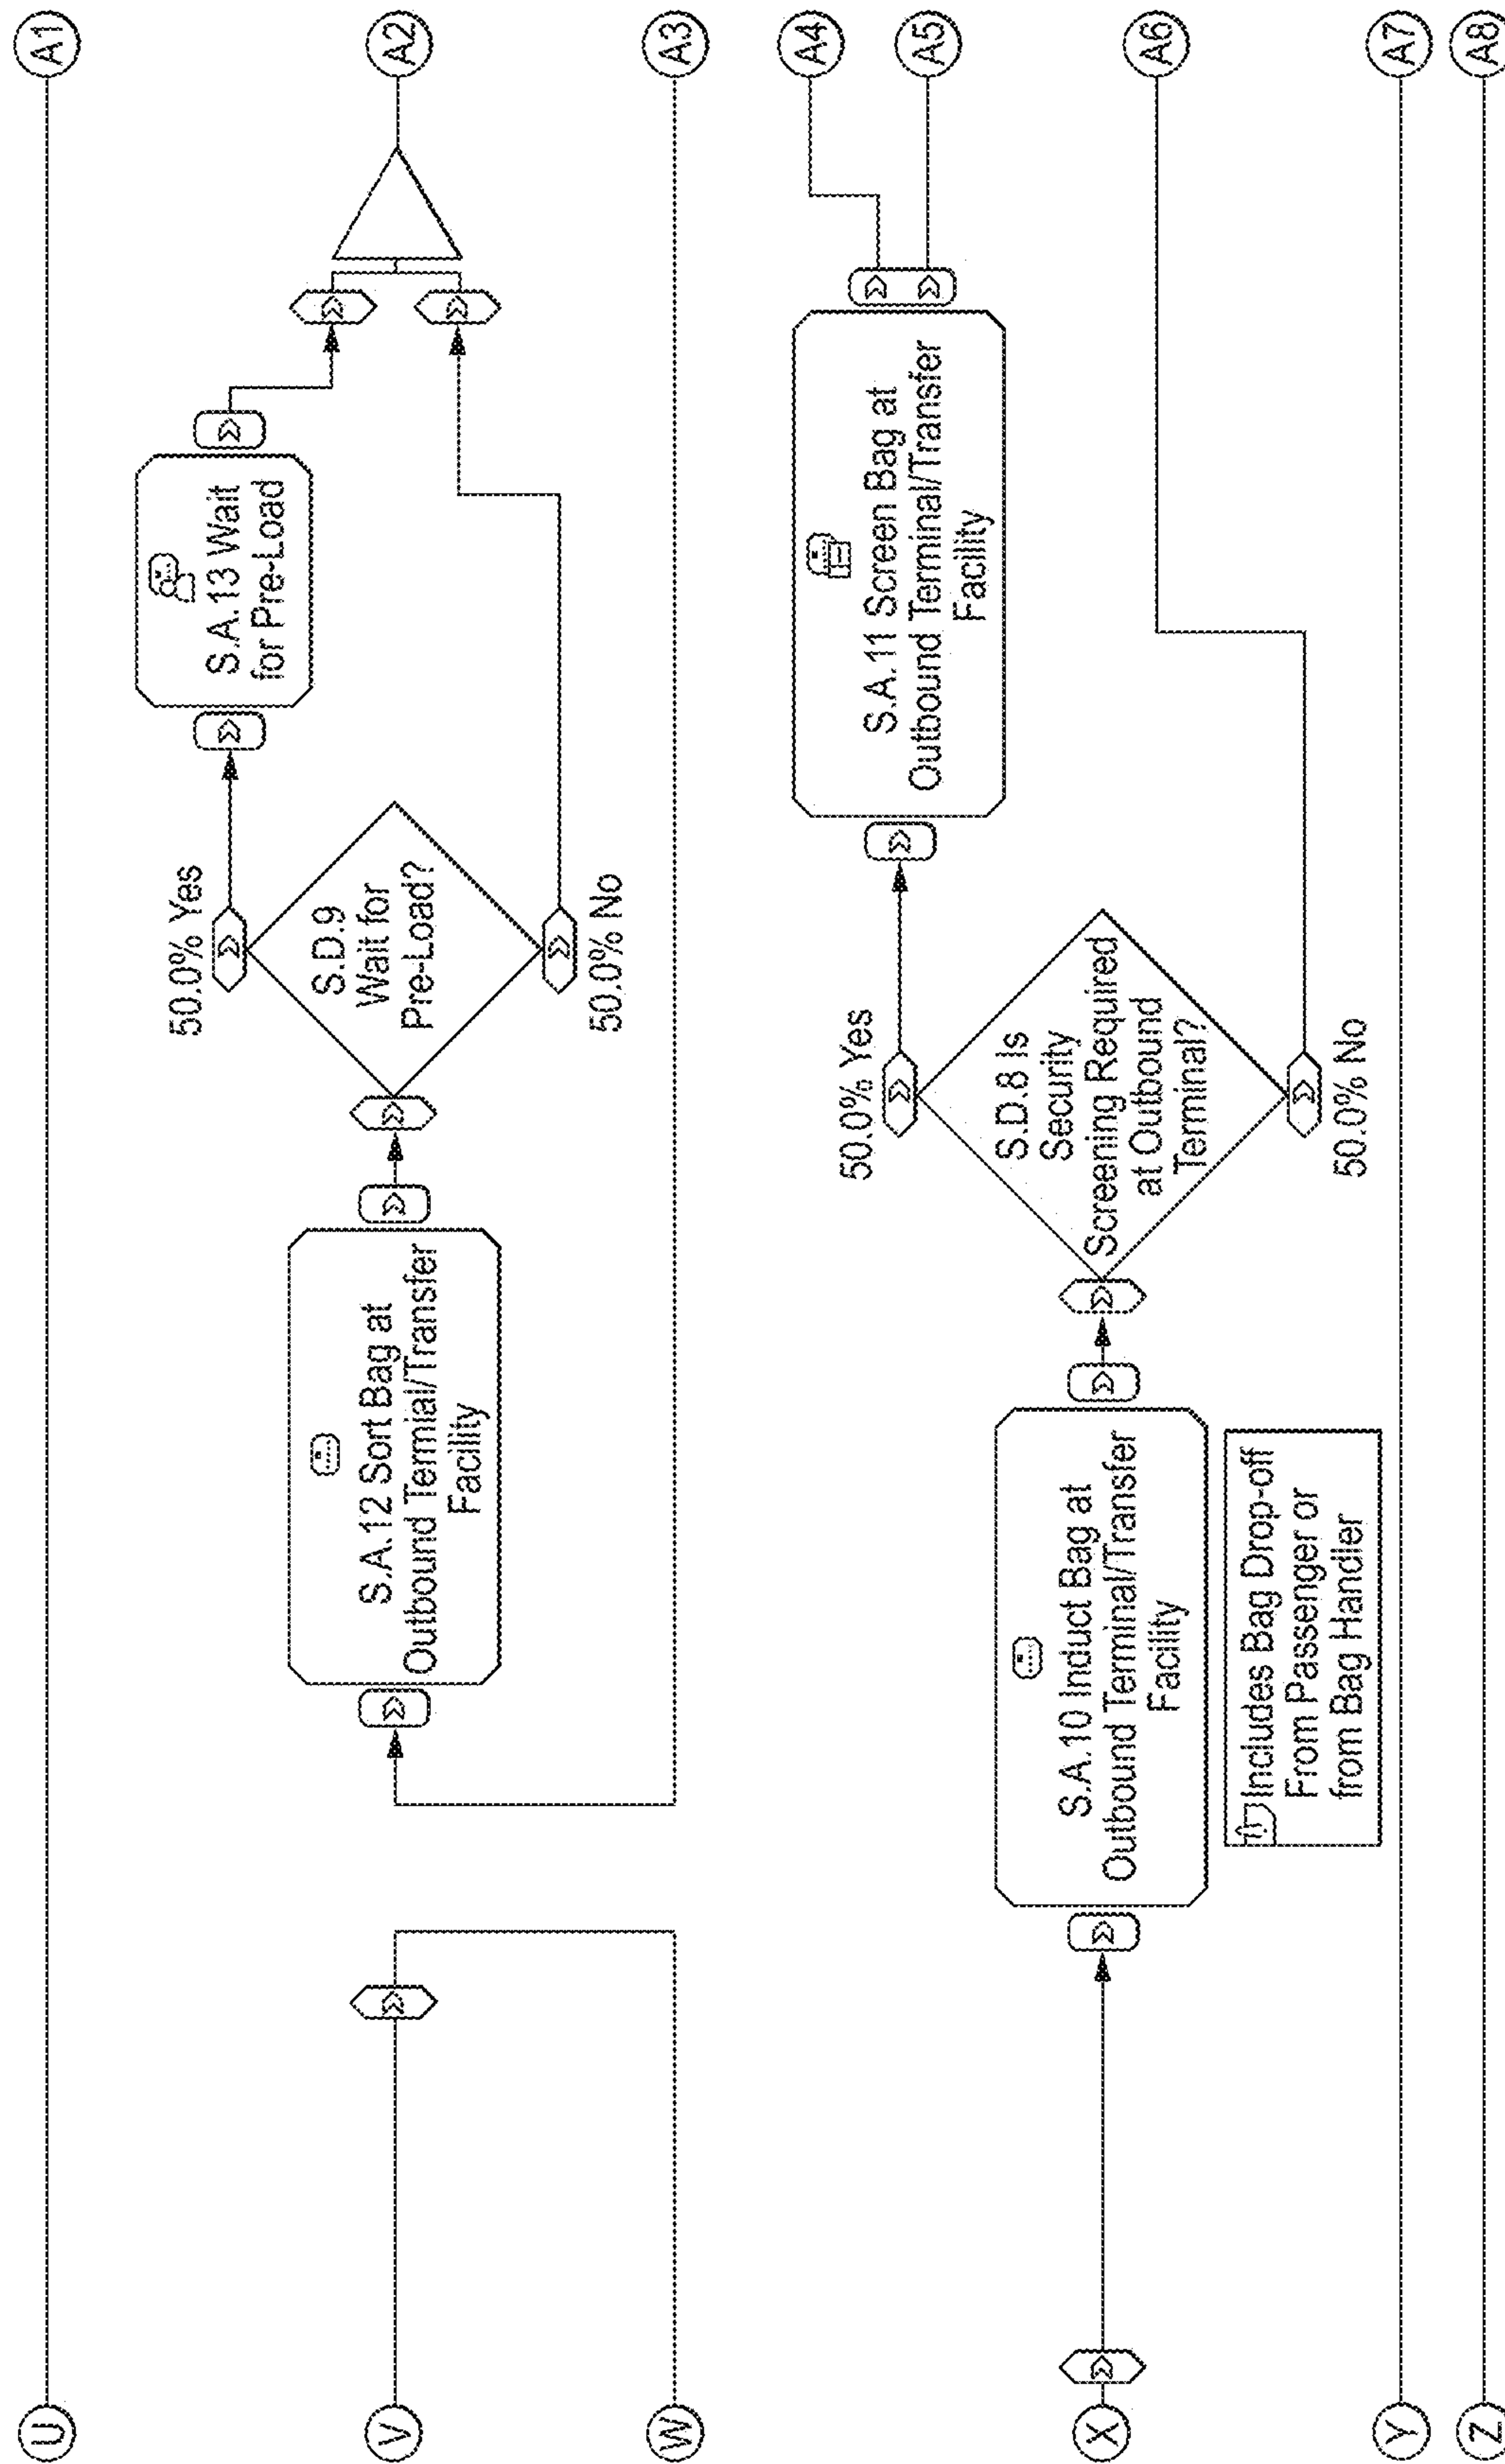 U
A1
50.0% Yes
S.A.13 Wait
for Pre-Load
V
S.A.12 Sort Bag at
Outbound Termial/Transfer
Facility
S.D.9
Wait for
Pre-Load?
A2
50.0% No
W
A3
50.0% Yes
S.A.11 Screen Bag at
Outbound Terminal/Transfer
Facility
A4
A5
X
S.A.10 Induct Bag at
Outbound Terminal/Transfer
Facility
S.D.8 Is
Security
Screening Required
at Outbound
Terminal?
A6
Includes Bag Drop-off
From Passenger or
from Bag Handler
50.0% No
Y
A7
Z
A8